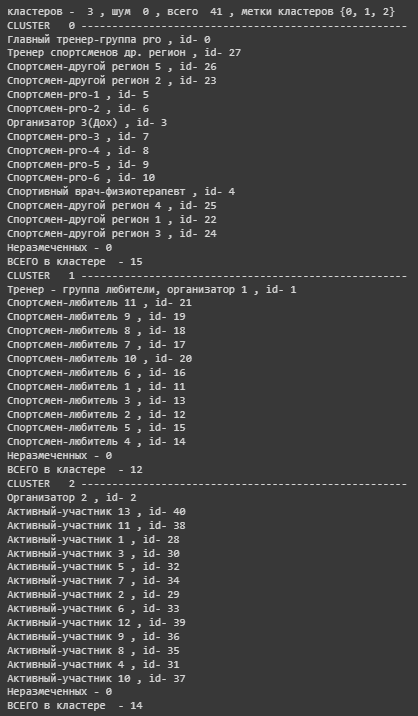 кластеров -  3 , шум  0 , всего  41 , метки кластеров {0, 1, 2}
CLUSTER   0 ----------------------------------------------------
Главный тренер-группа pro , id- 0
Тренер спортсменов др. регион , id- 27
Спортсмен-другой регион 5 , id- 26
Спортсмен-другой регион 2 , id- 23
Спортсмен-pro-1 , id- 5
Спортсмен-pro-2 , id- 6
Организатор 3(Дох) , id- 3
Спортсмен-pro-3 , id- 7
Спортсмен-pro-4 , id- 8
Спортсмен-pro-5 , id- 9
Спортсмен-pro-6 , id- 10
Спортивный врач-физиотерапевт , id- 4
Спортсмен-другой регион 4 , id- 25
Спортсмен-другой регион 1 , id- 22
Спортсмен-другой регион 3 , id- 24
Неразмеченных - 0
ВСЕГО в кластере  - 15
CLUSTER   1 ----------------------------------------------------
Тренер - группа любители, организатор 1 , id- 1
Спортсмен-любитель 11 , id- 21
Спортсмен-любитель 9 , id- 19
Спортсмен-любитель 8 , id- 18
Спортсмен-любитель 7 , id- 17
Спортсмен-любитель 10 , id- 20
Спортсмен-любитель 6 , id- 16
Спортсмен-любитель 1 , id- 11
Спортсмен-любитель 3 , id- 13
Спортсмен-любитель 2 , id- 12
Спортсмен-любитель 5 , id- 15
Спортсмен-любитель 4 , id- 14
Неразмеченных - 0
ВСЕГО в кластере  - 12
CLUSTER   2 ----------------------------------------------------
Организатор 2 , id- 2
Активный-участник 13 , id- 40
Активный-участник 11 , id- 38
Активный-участник 1 , id- 28
Активный-участник 3 , id- 30
Активный-участник 5 , id- 32
Активный-участник 7 , id- 34
Активный-участник 2 , id- 29
Активный-участник 6 , id- 33
Активный-участник 12 , id- 39
Активный-участник 9 , id- 36
Активный-участник 8 , id- 35
Активный-участник 4 , id- 31
Активный-участник 10 , id- 37
Неразмеченных - 0
ВСЕГО в кластере  - 14